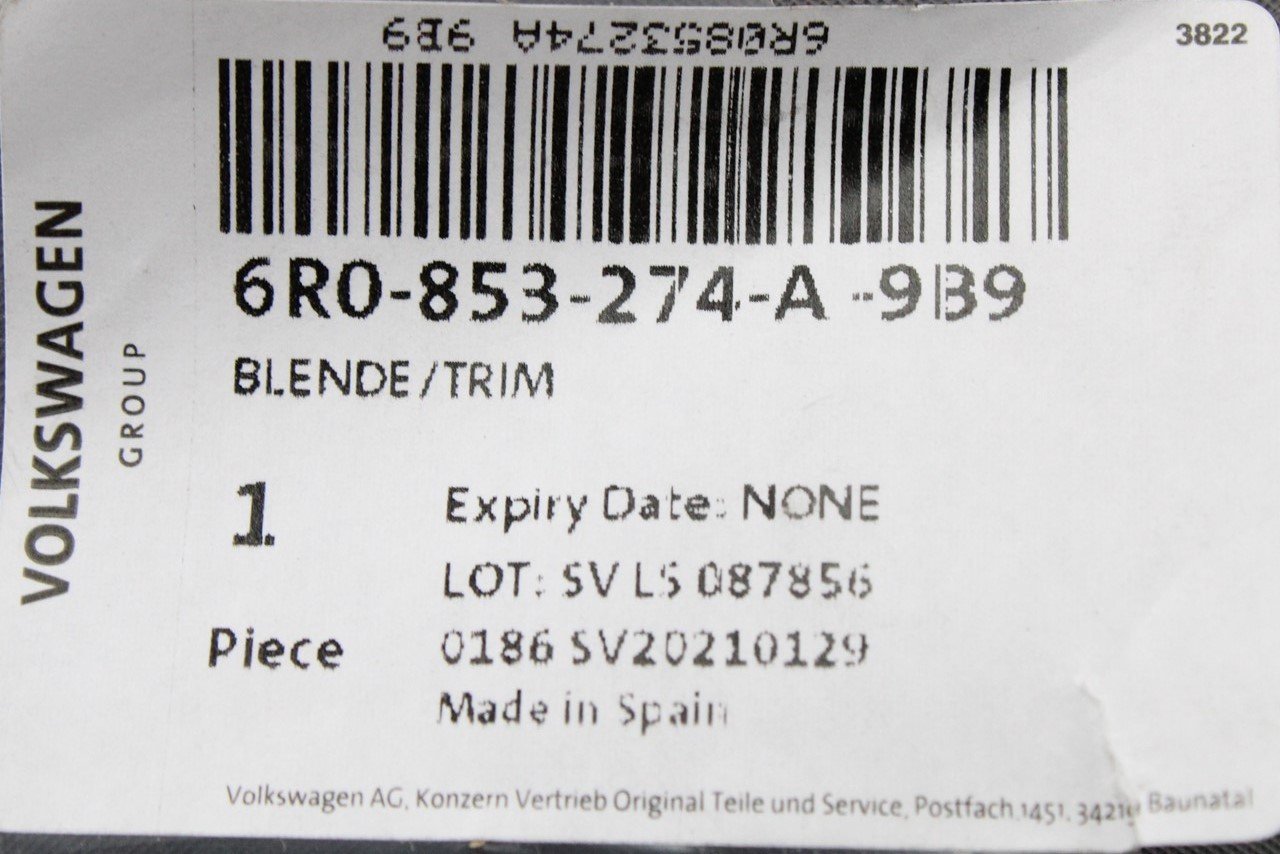 6R0853274A 9B9
3822
VOLKSWAGEN
GROUP
6R0-853-274-A -9B9
BLENDE/TRIM
1
Piece
Expiry Date: NONE
LOT: SV LS 087856
0186 SV20210129
Made in Spain
Volkswagen AG, Konzern Vertrieb Original Teile und Service, Postfach 1451, Baunatal